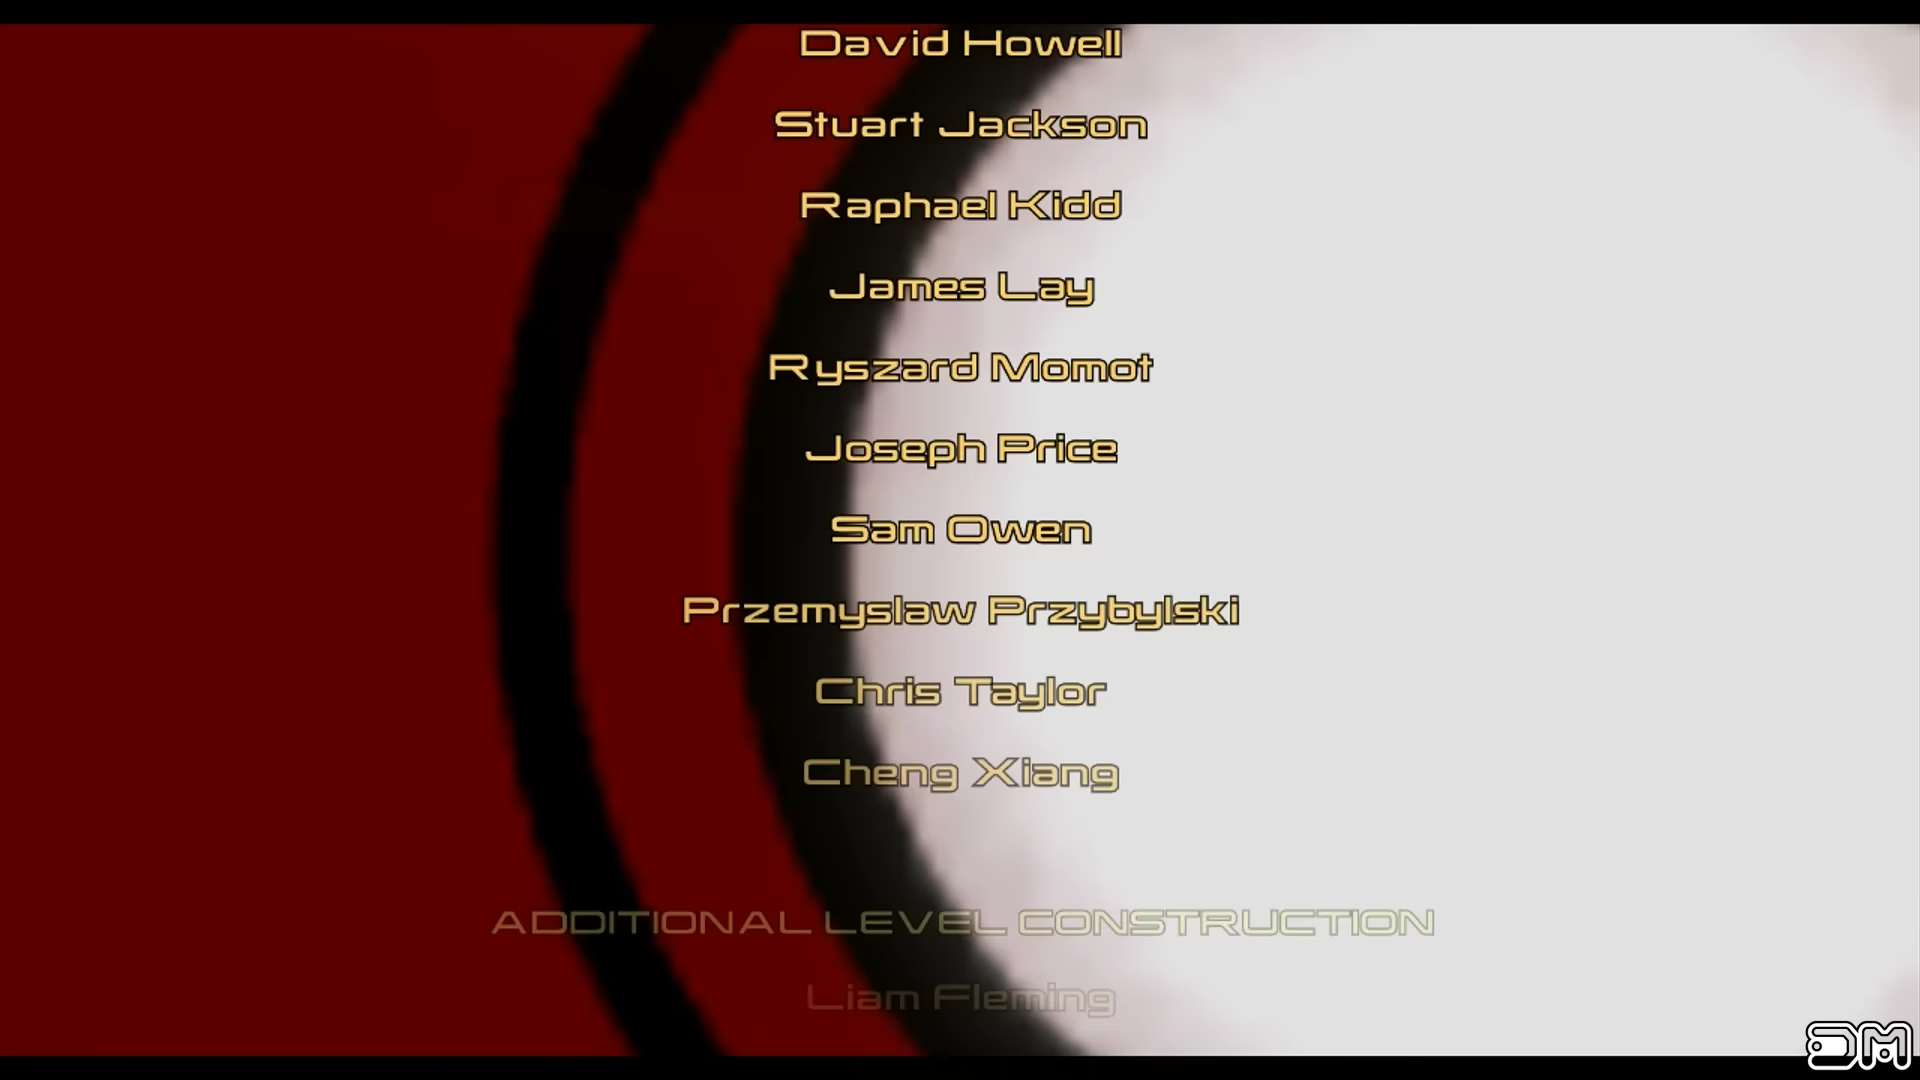 David Howell
Stuart Jackson
Raphael Kidd
James Lay
Ryszard Momot
Joseph Price
Sam Owen
Przemyslaw Przybylski
Chris Taylor
Cheng Xiang
ADDITIONAL LEVEL CONSTRUCTION
Liam Fleming
DM